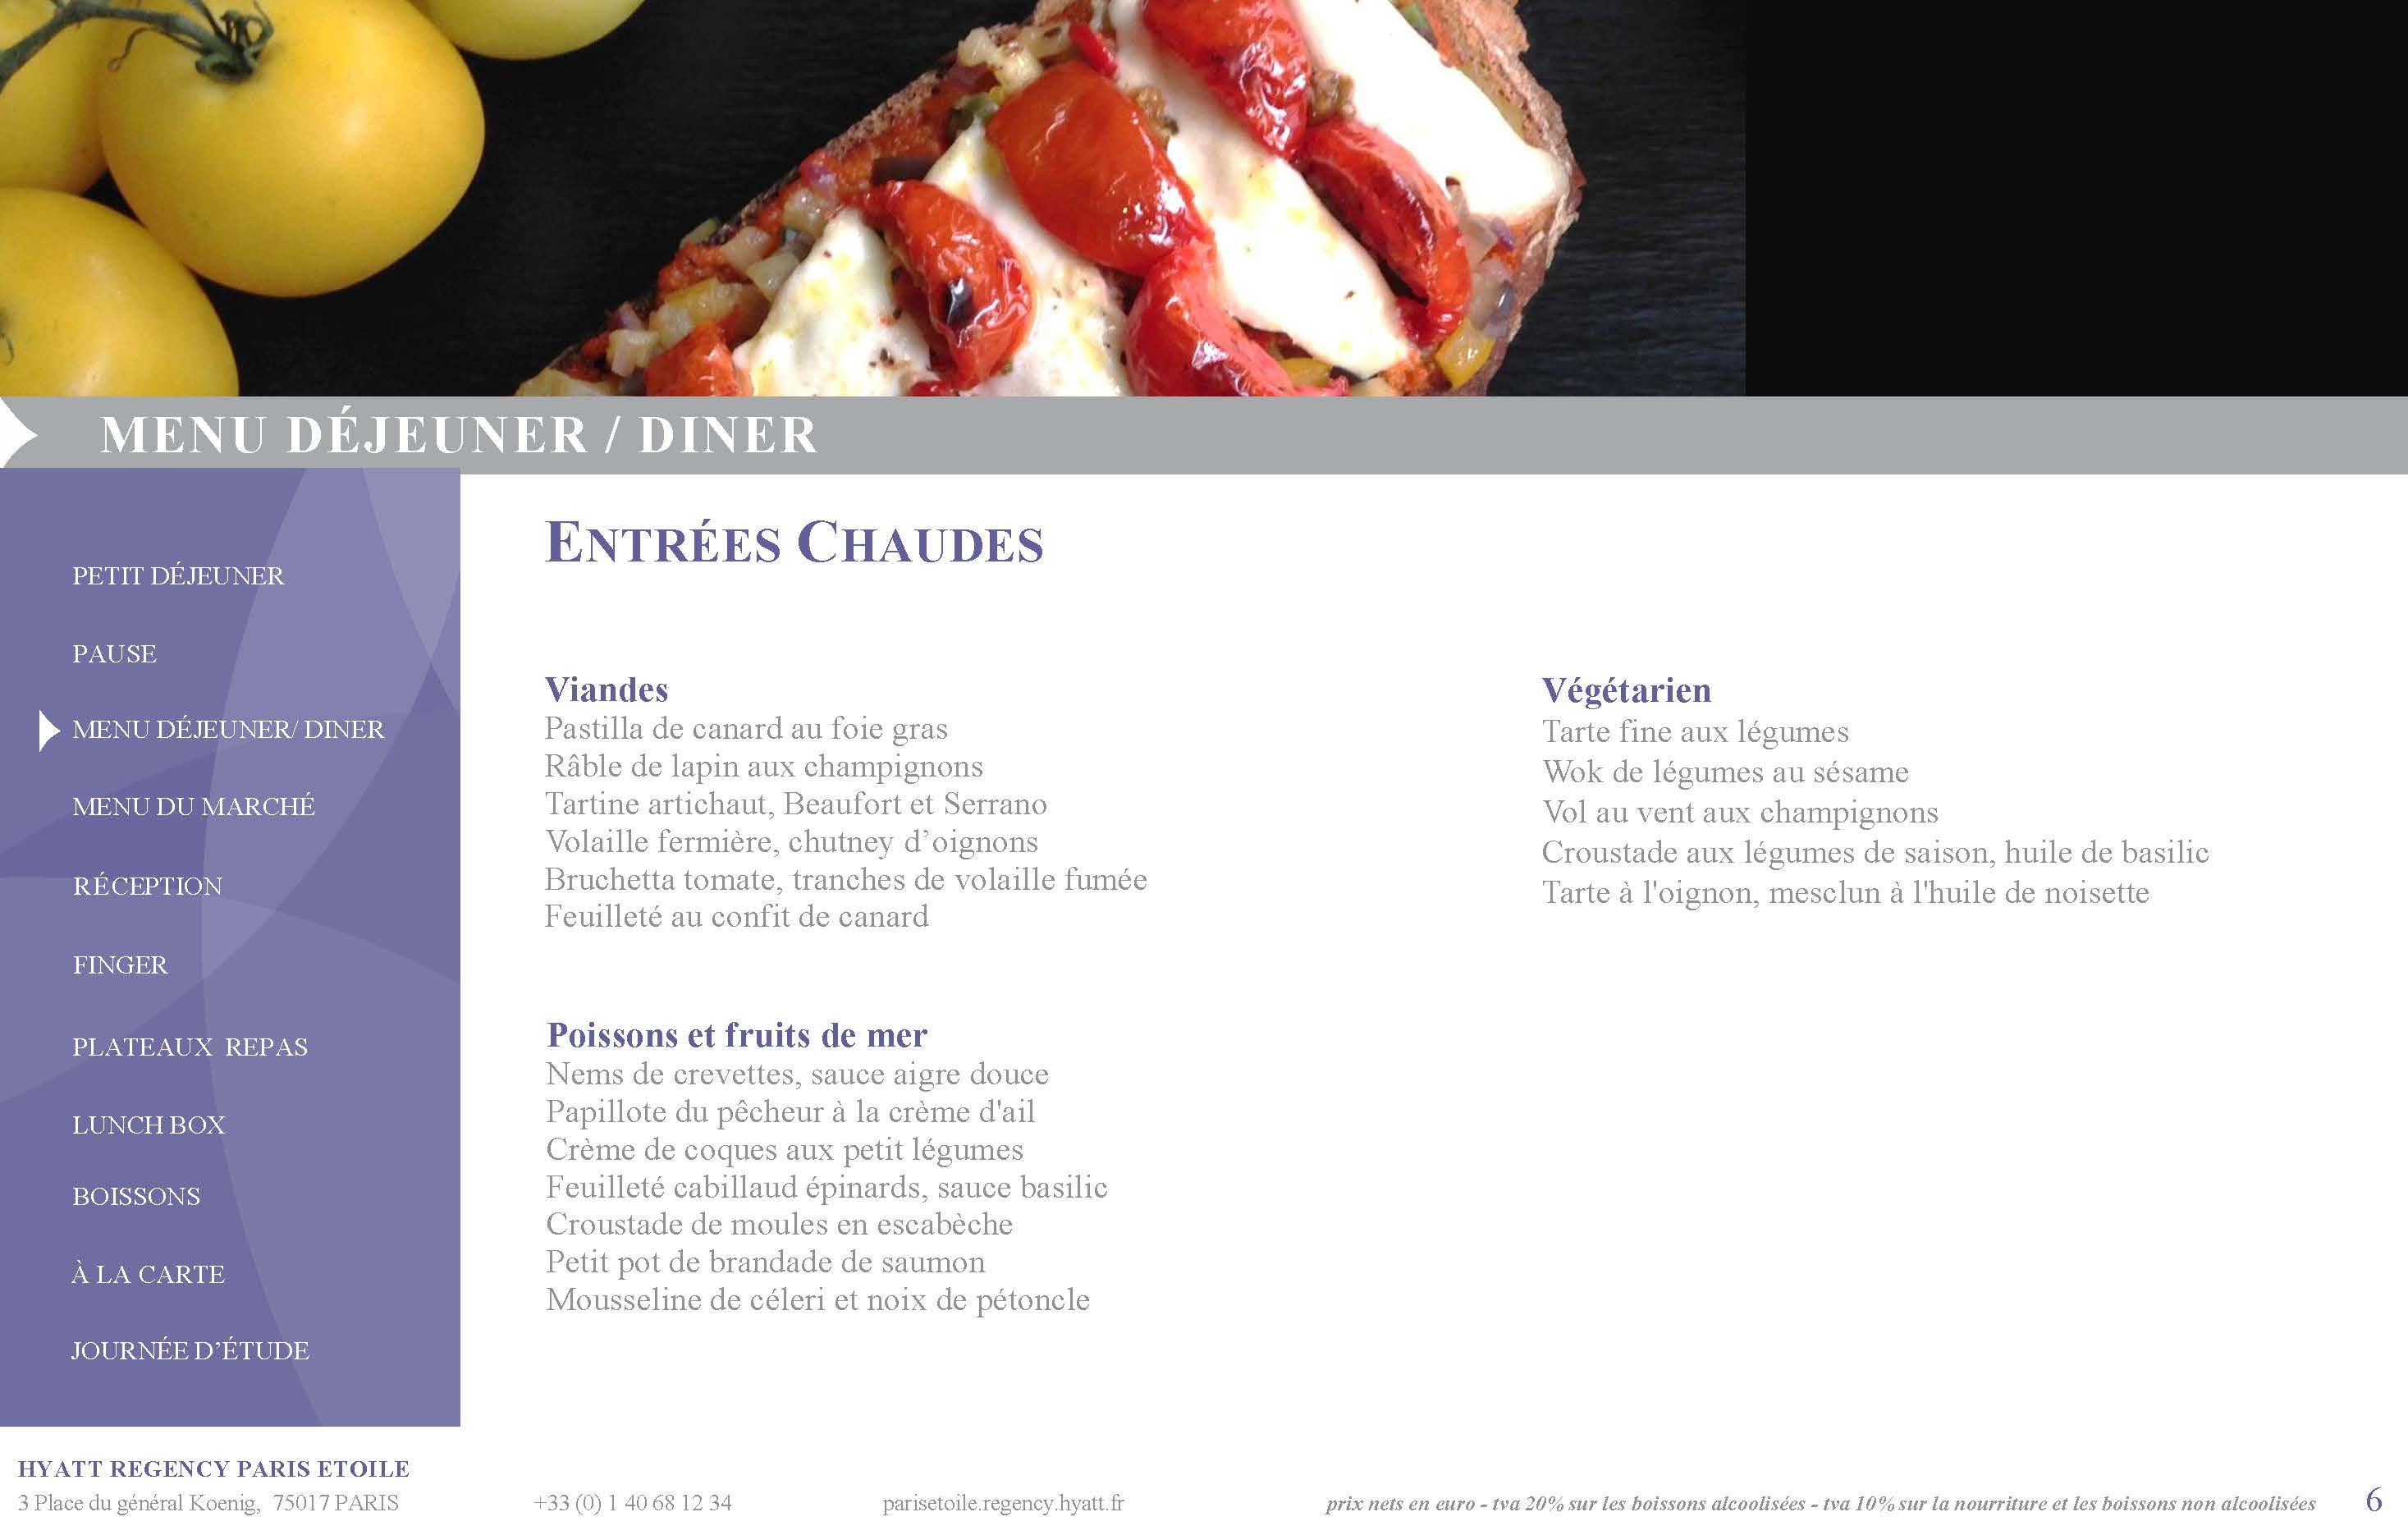 MENU DÉJEUNER / DINER
PETIT DÉJEUNER
PAUSE
MENU DÉJEUNER/ DINER
MENU DU MARCHÉ
RÉCEPTION
FINGER
PLATEAUX REPAS
LUNCH BOX
BOISSONS
À LA CARTE
JOURNÉE D’ÉTUDE
ENTRÉES CHAUDES
Viandes
Pastilla de canard au foie gras
Râble de lapin aux champignons
Tartine artichaut, Beaufort et Serrano
Volaille fermière, chutney d’oignons
Bruchetta tomate, tranches de volaille fumée
Feuilleté au confit de canard
Poissons et fruits de mer
Nems de crevettes, sauce aigre douce
Papillote du pêcheur à la crème d'ail
Crème de coques aux petit légumes
Feuilleté cabillaud épinards, sauce basilic
Croustade de moules en escabèche
Petit pot de brandade de saumon
Mousseline de céleri et noix de pétoncle
Végétarien
Tarte fine aux légumes
Wok de légumes au sésame
Vol au vent aux champignons
Croustade aux légumes de saison, huile de basilic
Tarte à l'oignon, mesclun à l'huile de noisette
HYATT REGENCY PARIS ETOILE
3 Place du général Koenig, 75017 PARIS
+33 (0) 1 40 68 12 34
parisetoile.regency.hyatt.fr
prix nets en euro - tva 20% sur les boissons alcoolisées - tva 10% sur la nourriture et les boissons non alcoolisées
6